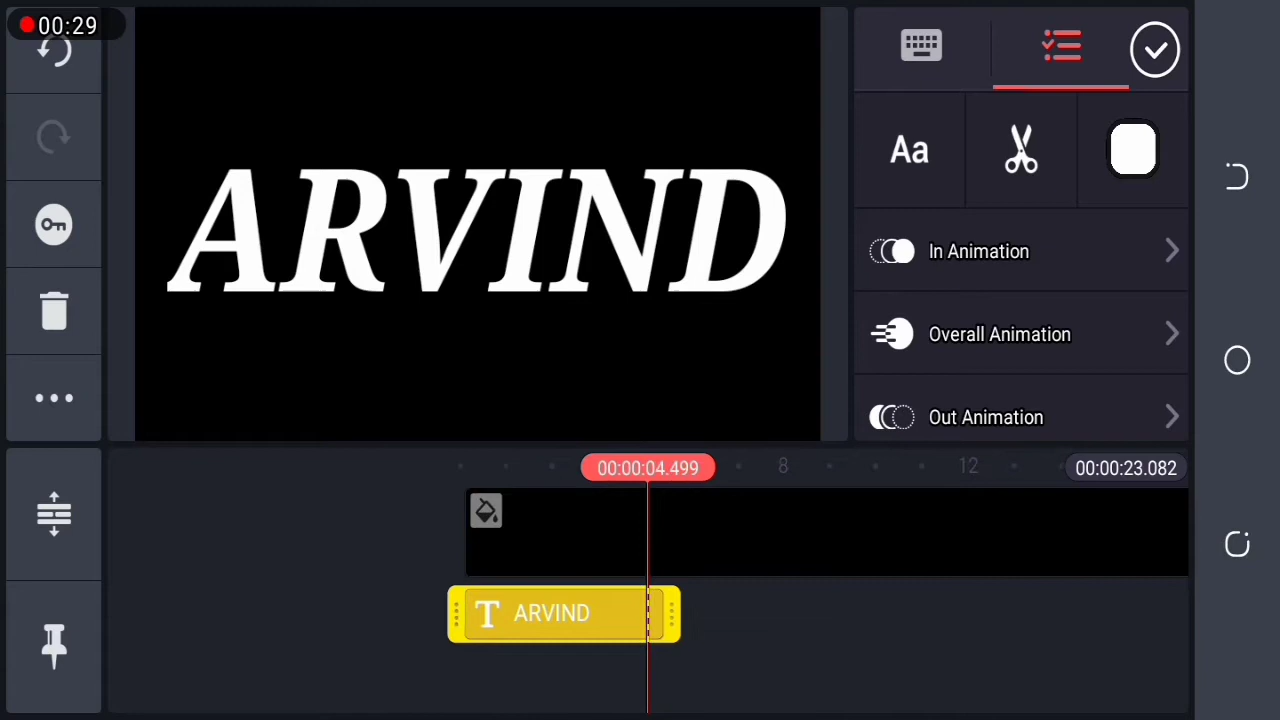 00:29
ARVIND
Aa
In Animation
Overall Animation
Out Animation
00:00:04.499
8
12
00:00:23.082
T ARVIND